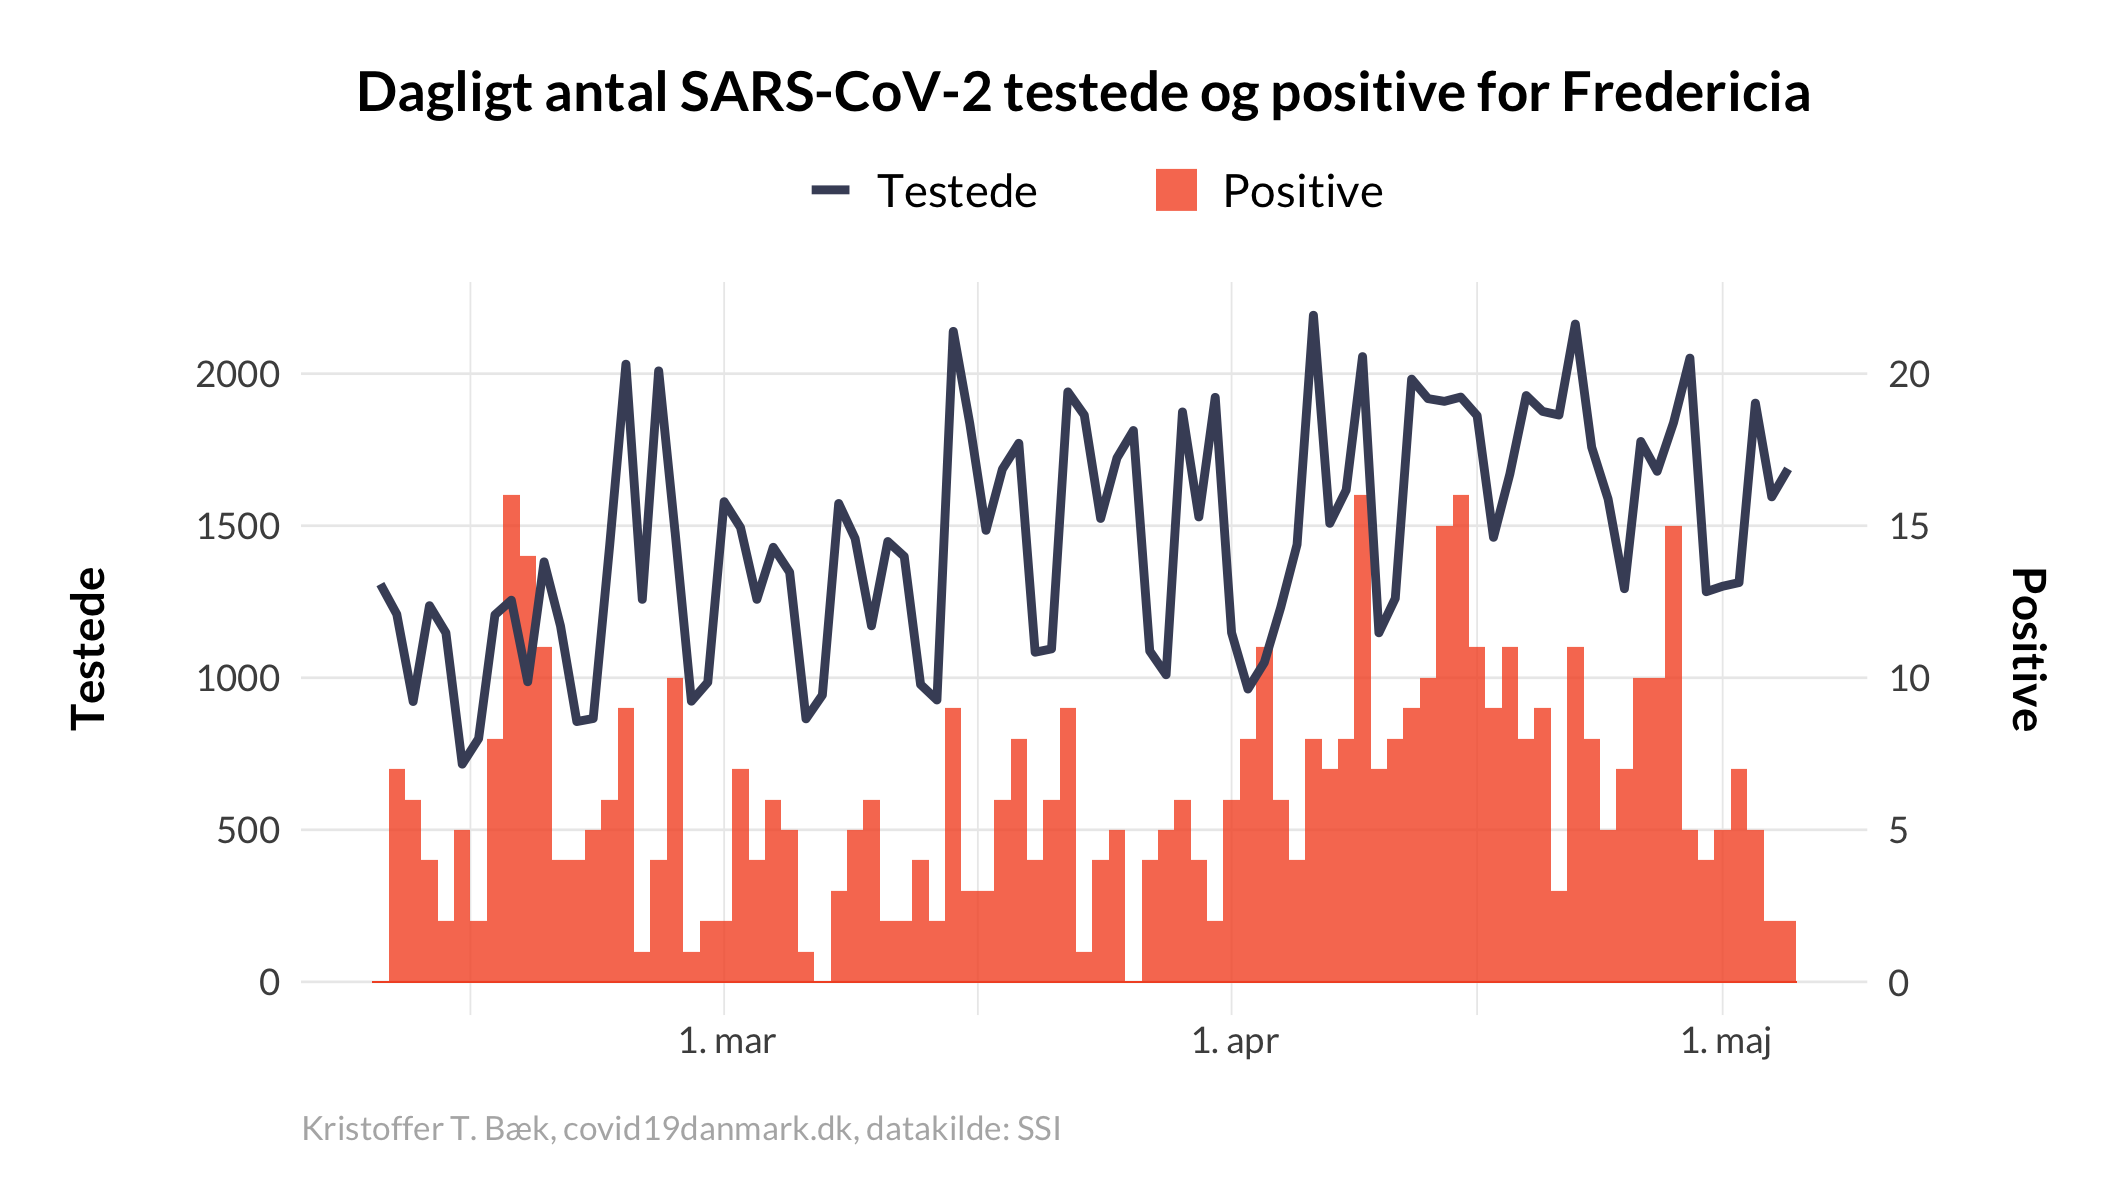 Dagligt antal SARS-CoV-2 testede og positive for Fredericia
Testede
Positive
2000
1500
1000
500
0
20
15
10
5
0
Testede
Positive
1. mar
1. apr
1. maj
Kristoffer T. Bæk, covid19danmark.dk, datakilde: SSI